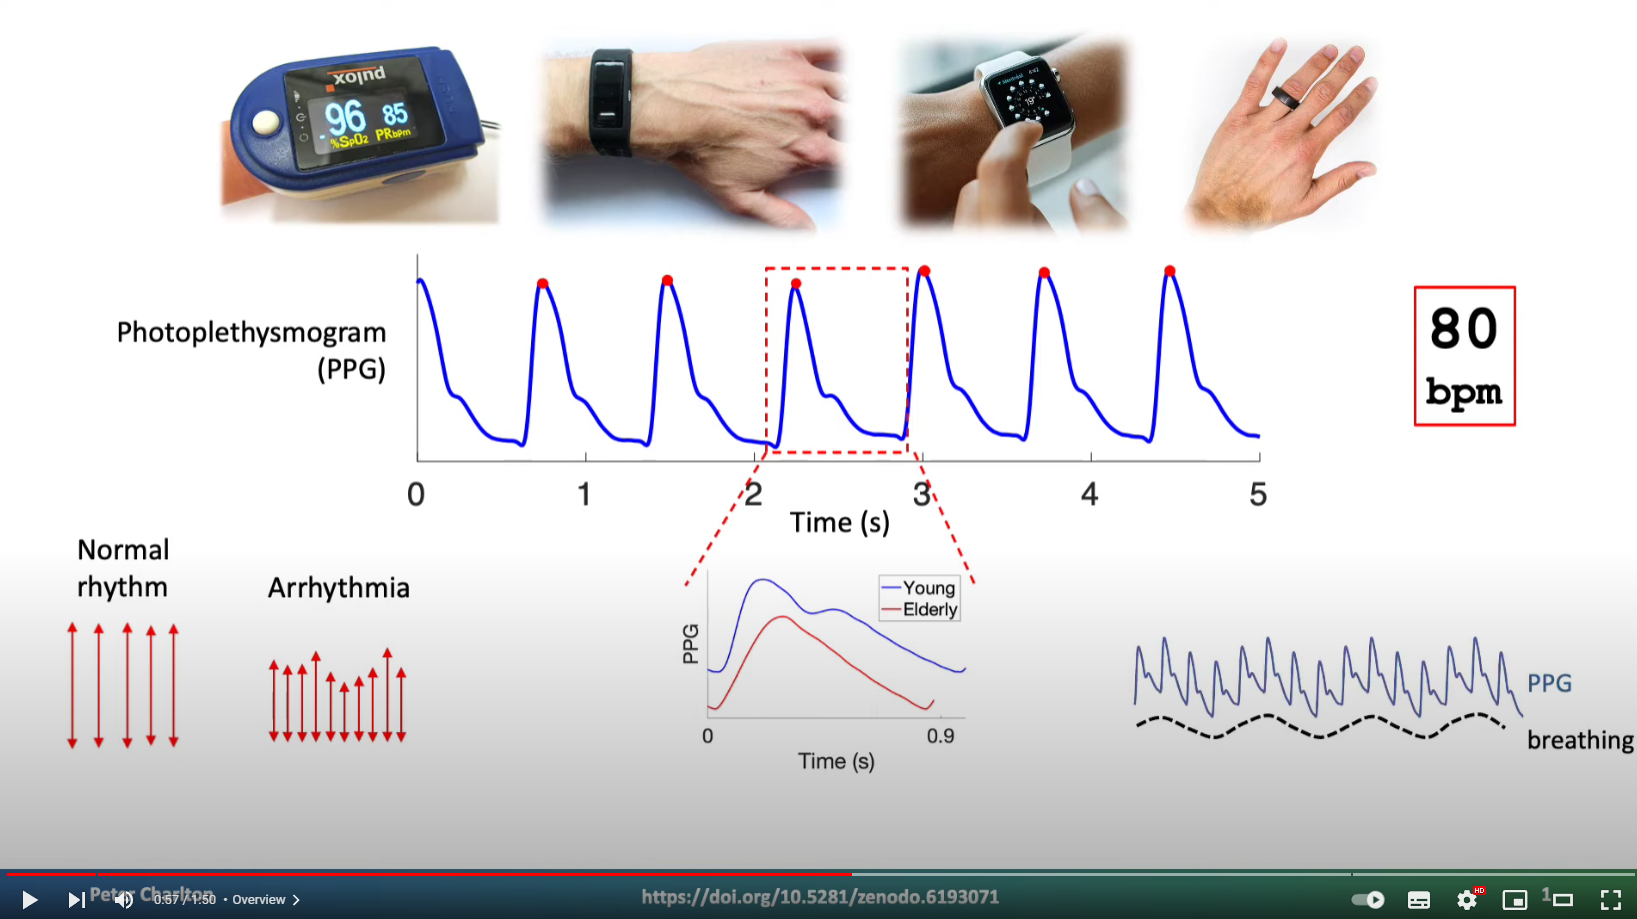 pulox
96 85
%SpO2 PRbpm
Photoplethysmogram
(PPG)
80
bpm
0 1 2 3 4 5
Time (s)
Normal
rhythm
Arrhythmia
Young
Elderly
PPG
0 0.9
Time (s)
PPG
breathing
Peter Charlton
https://doi.org/10.5281/zenodo.6193071
1
0:57 / 1:50 • Overview
HD